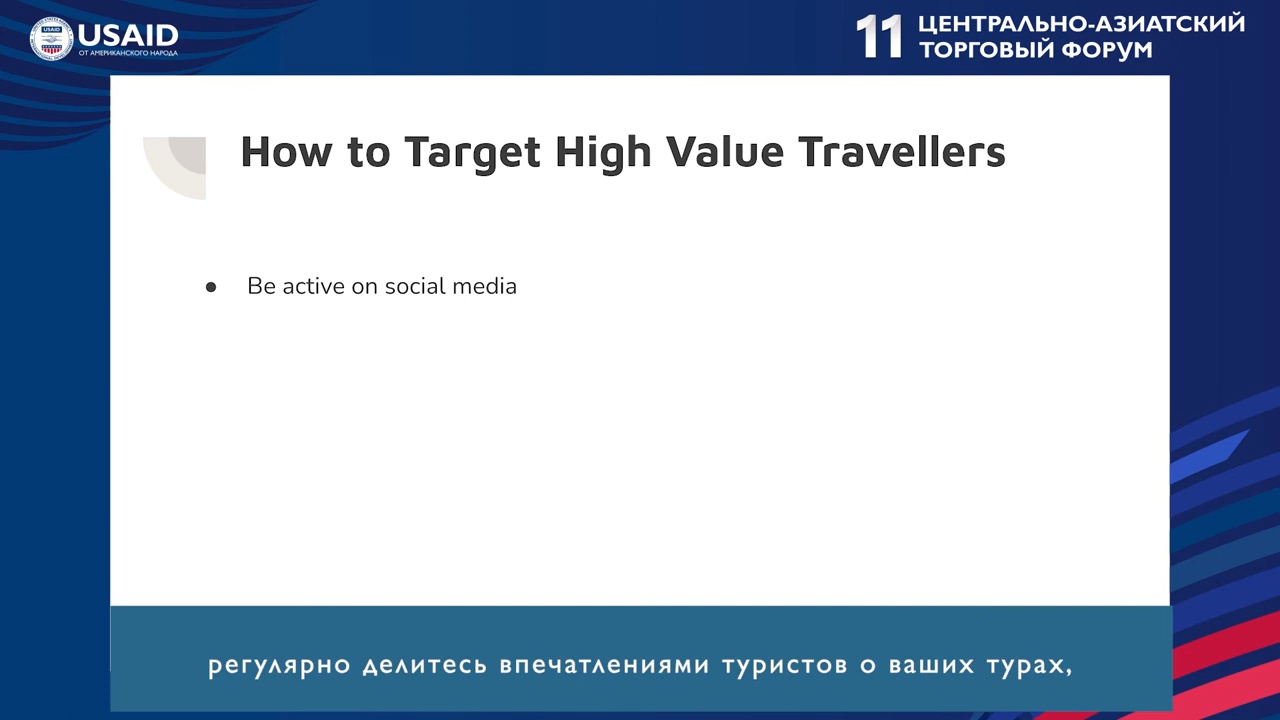 USAID
ОТ АМЕРИКАНСКОГО НАРОДА
11 ЦЕНТРАЛЬНО-АЗИАТСКИЙ
ТОРГОВЫЙ ФОРУМ
How to Target High Value Travellers
● Be active on social media
регулярно делитесь впечатлениями туристов о ваших турах,